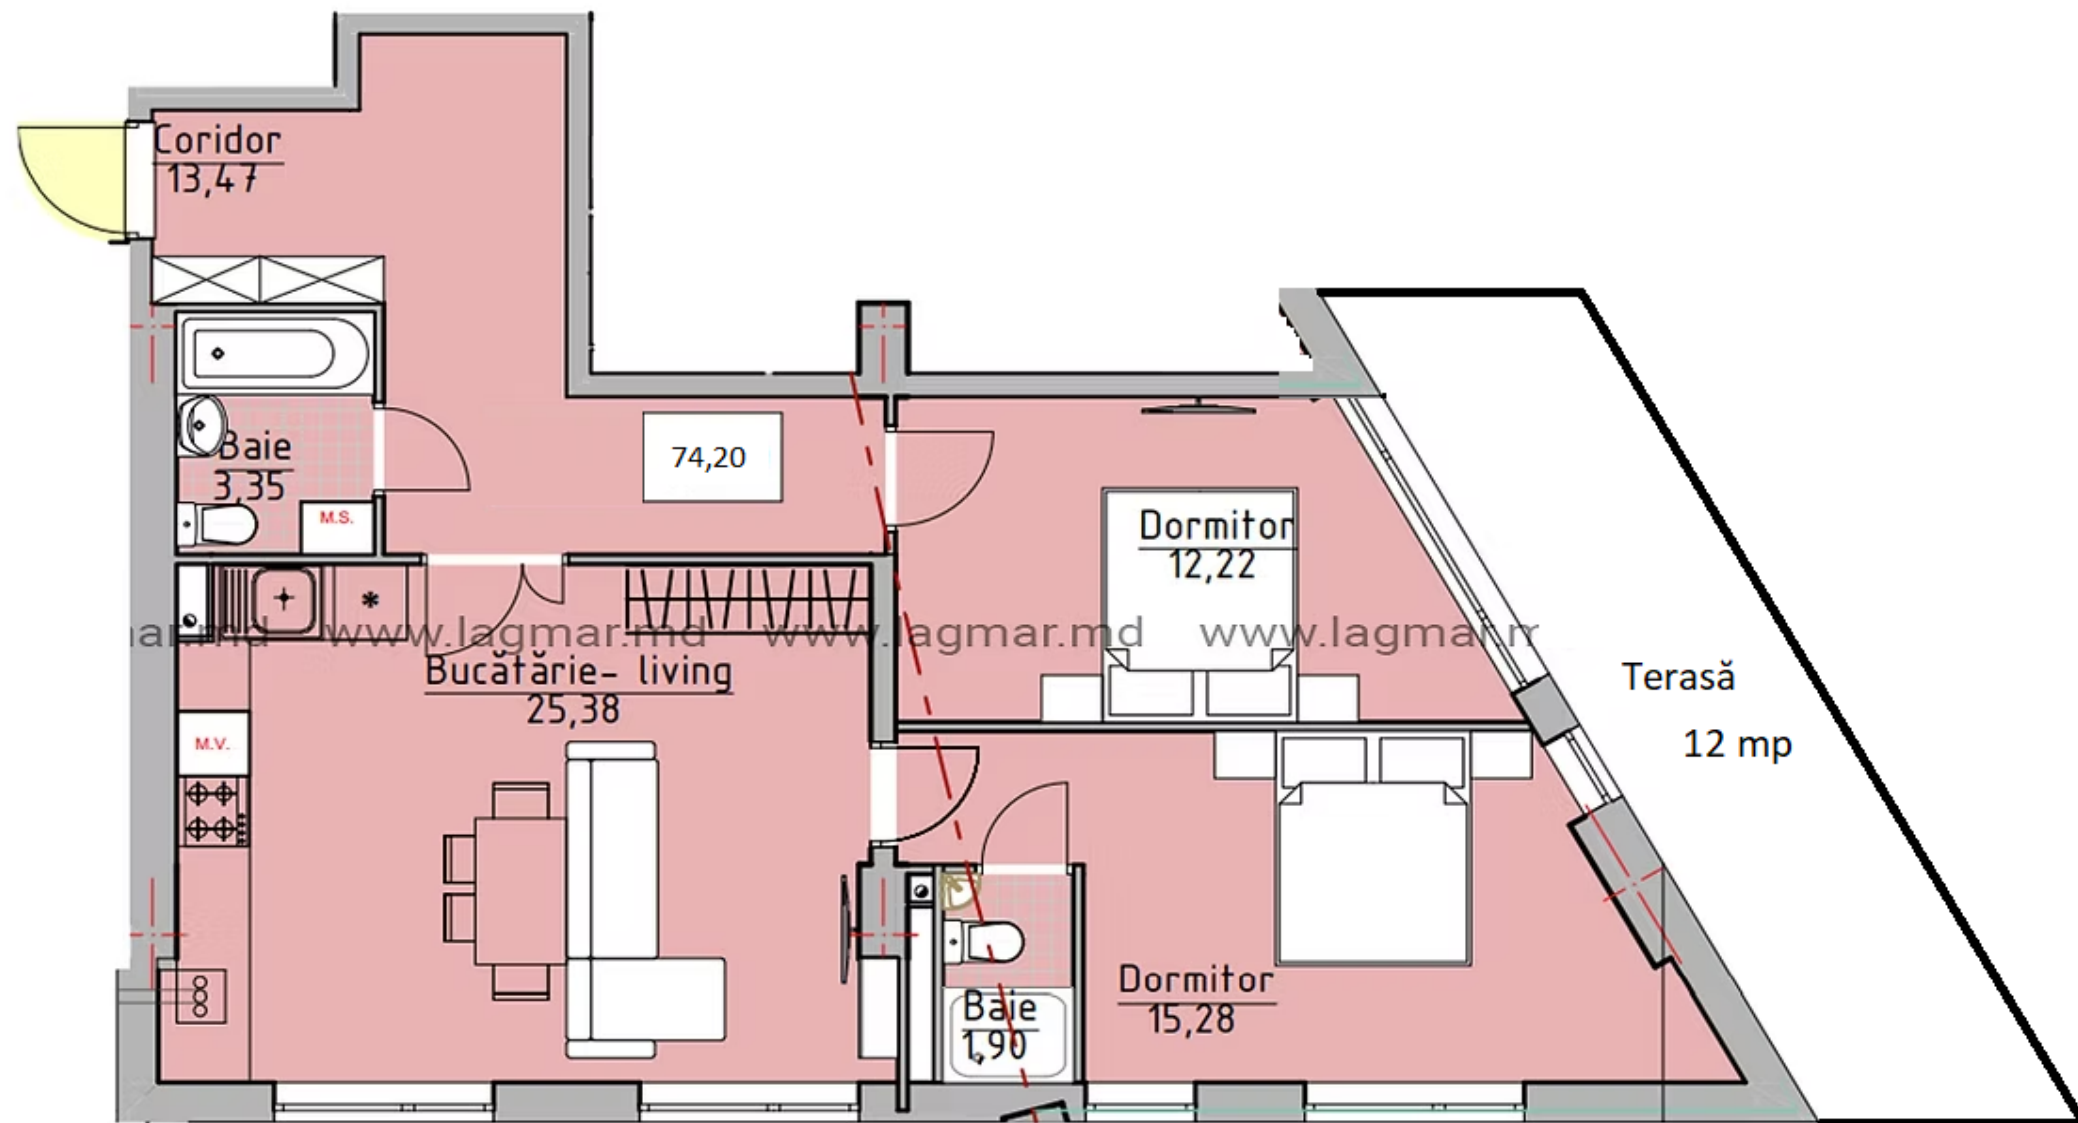 Coridor
13,47
Baie
3,35
M.S.
74,20
Dormitor
12,22
www.lagmar.md www.lagmar.md
Bucătărie- living
25,38
M.V.
Terasă
12 mp
Dormitor
15,28
Baie
1,90